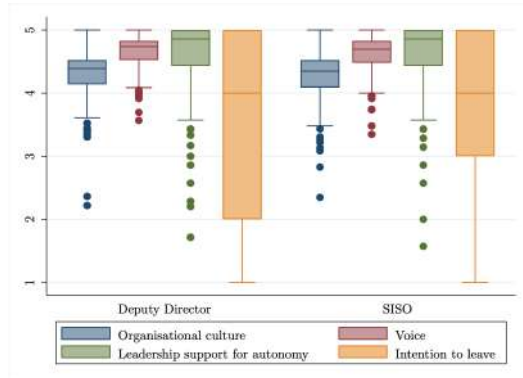 5
4
3
2
1
Deputy Director SISO
Organisational culture Voice
Leadership support for autonomy Intention to leave